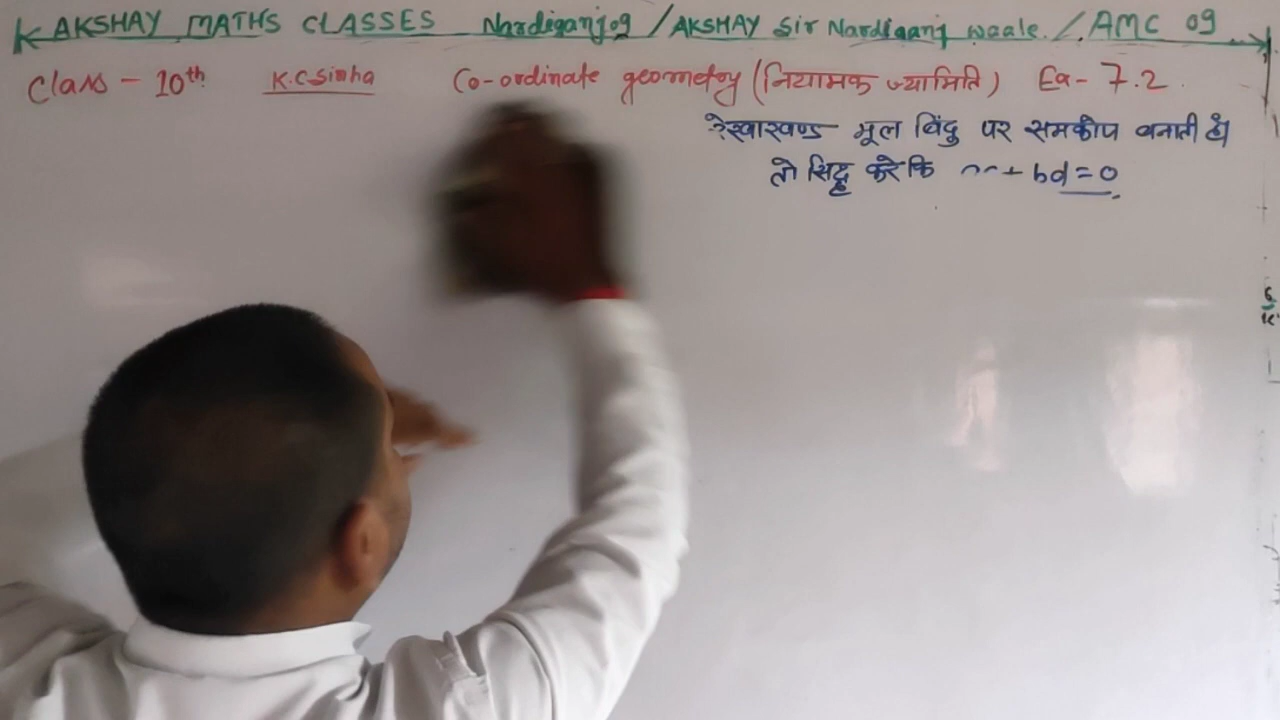 AKSHAY MATHS CLASSES Nardiganj 09 / AKSHAY Sir Nardiganj waale / AMC 09
Class - 10th K.C Sinha Co-ordinate geometry (नियामक ज्यामिति) Ex- 7.2
रेखाखण्ड मूल बिंदु पर समकोण बनाती है।
तो सिद्ध करे कि + bd = 0